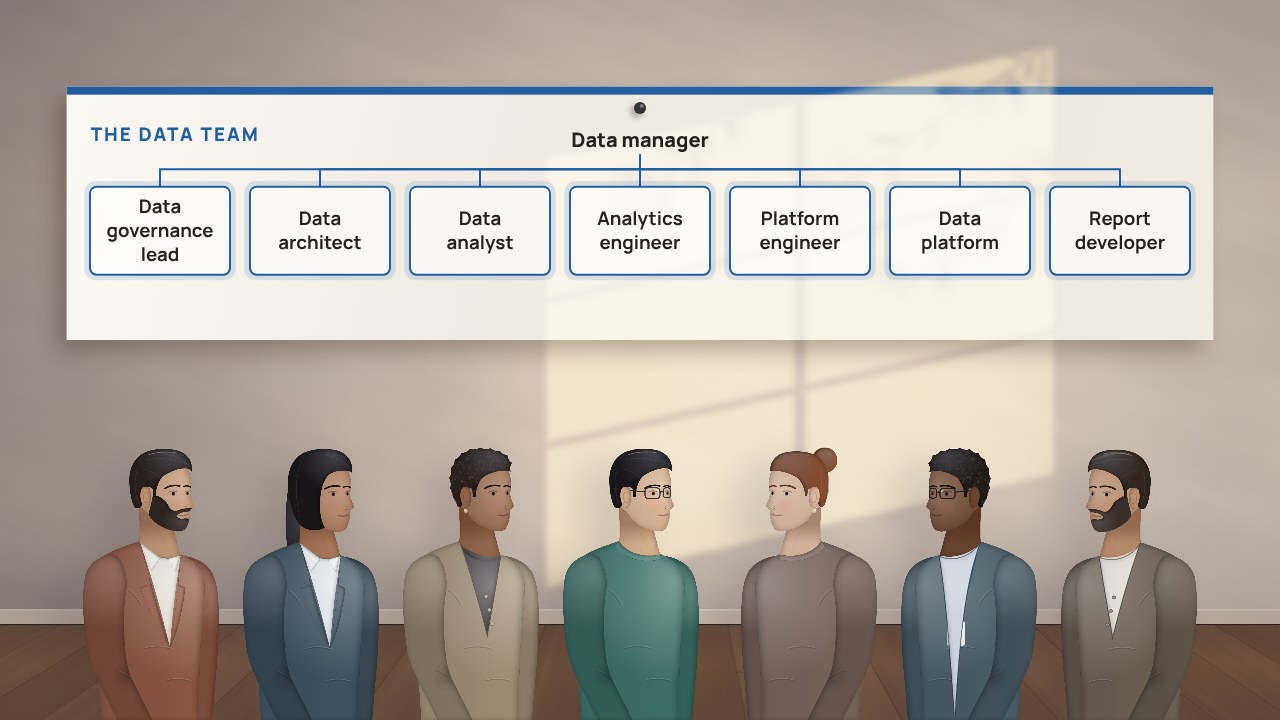 THE DATA TEAM
Data manager
Data
governance
lead
Data
architect
Data
analyst
Analytics
engineer
Platform
engineer
Data
platform
Report
developer